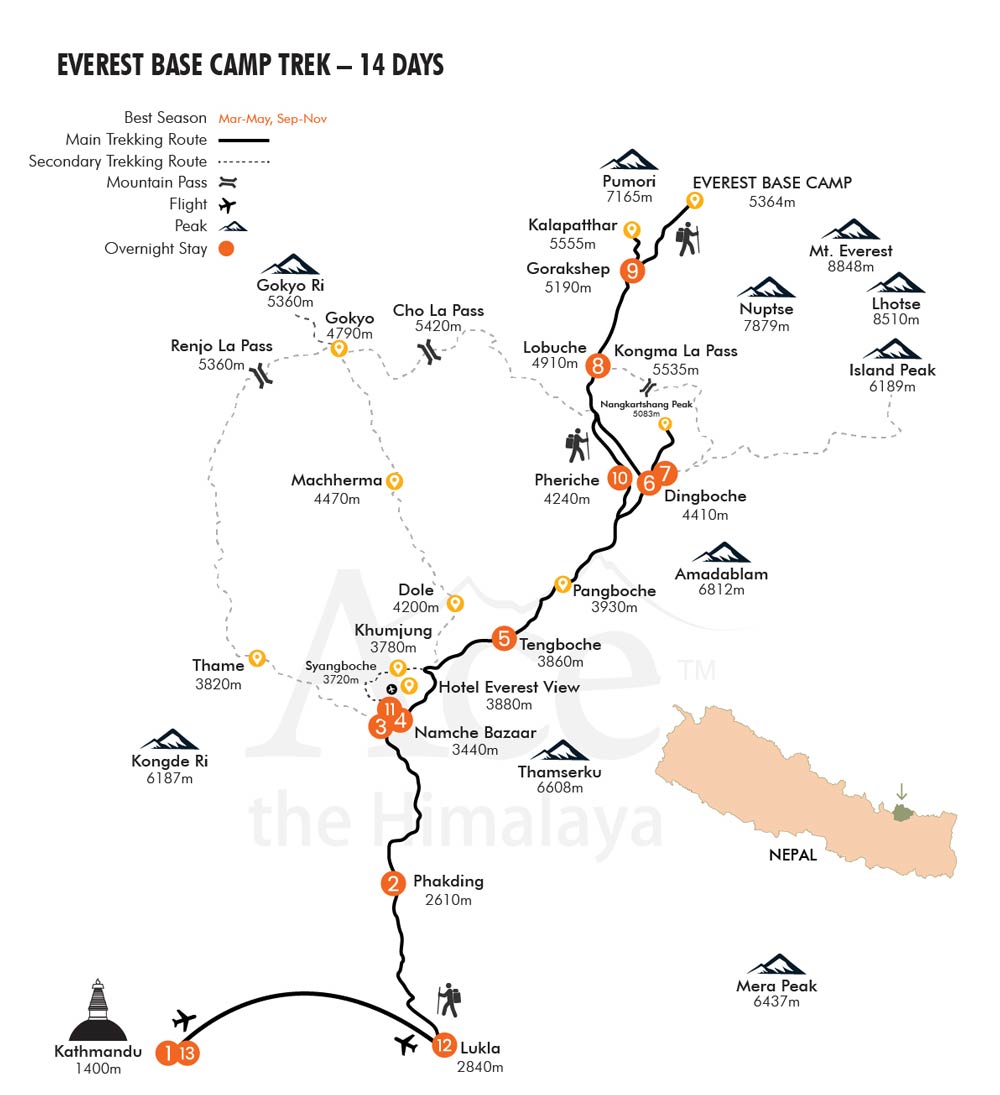 EVEREST BASE CAMP TREK – 14 DAYS
Best Season Mar-May, Sep-Nov
Main Trekking Route
Secondary Trekking Route
Mountain Pass
Flight
Peak
Overnight Stay
Pumori
7165m
EVEREST BASE CAMP
5364m
Kalapatthar
5555m
Mt. Everest
8848m
Gorakshep
5190m
9
Gokyo Ri
5360m
Nuptse
7879m
Lhotse
8510m
Gokyo
4790m
Cho La Pass
5420m
Renjo La Pass
5360m
Lobuche
4910m
8
Kongma La Pass
5535m
Island Peak
6189m
Nangkartshang Peak
5083m
Machherma
4470m
Pheriche
4240m
10
6
7
Dingboche
4410m
Amadablam
6812m
Dole
4200m
Pangboche
3930m
Khumjung
3780m
5
Tengboche
3860m
Thame
3820m
Syangboche
3720m
Hotel Everest View
3880m
11
3
4
Namche Bazaar
3440m
Kongde Ri
6187m
Thamserku
6608m
Ace
TM
the Himalaya
NEPAL
2
Phakding
2610m
Mera Peak
6437m
Kathmandu
1400m
1
13
12
Lukla
2840m